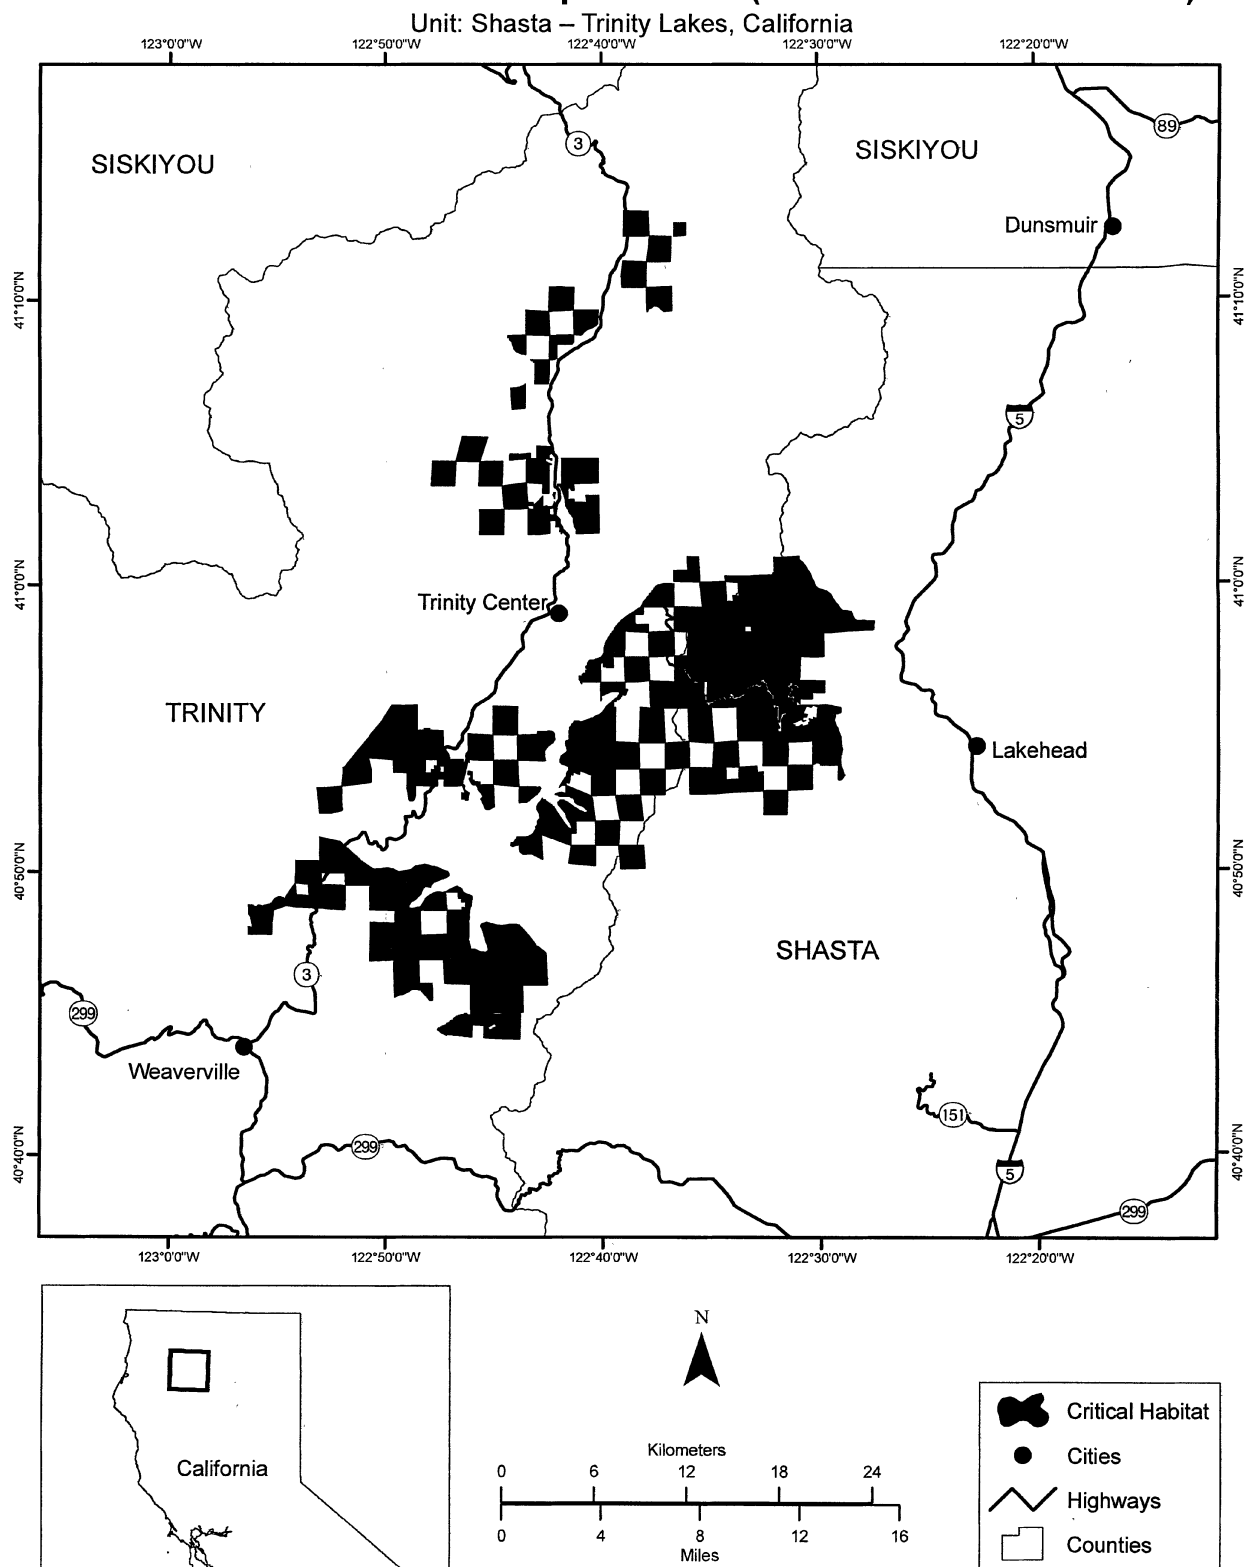 Unit: Shasta – Trinity Lakes, California
123°0'0"W 122°50'0"W 122°40'0"W 122°30'0"W 122°20'0"W
89
3
SISKIYOU
SISKIYOU
Dunsmuir
41°10'0"N
41°10'0"N
5
41°0'0"N
41°0'0"N
Trinity Center
TRINITY
Lakehead
40°50'0"N
40°50'0"N
SHASTA
3
299
Weaverville
151
299
40°40'0"N
40°40'0"N
5
299
123°0'0"W 122°50'0"W 122°40'0"W 122°30'0"W 122°20'0"W
N
California
Kilometers
0 6 12 18 24
0 4 8 12 16
Miles
Critical Habitat
Cities
Highways
Counties